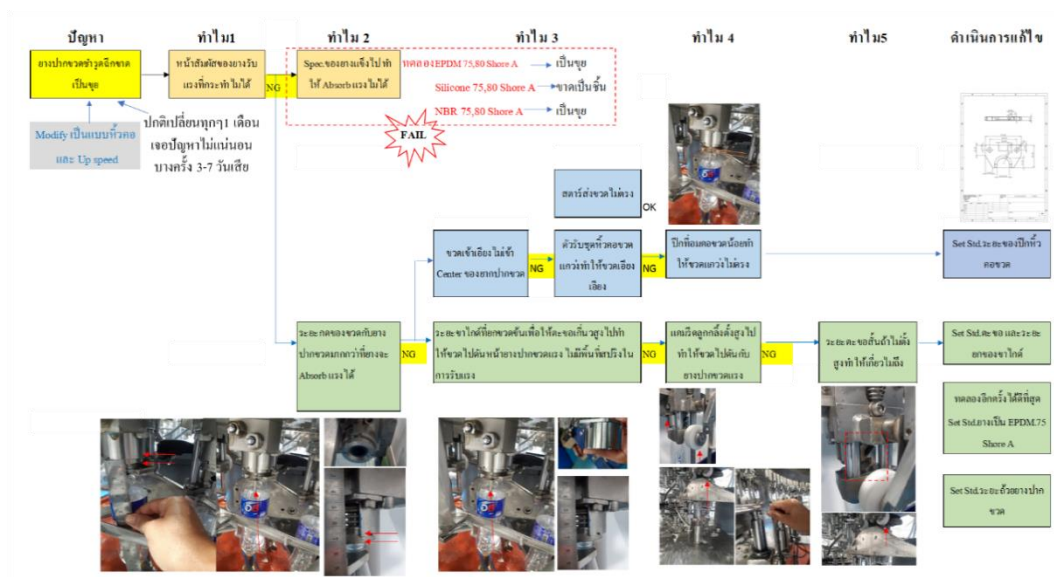 ปัญหา
ทำไม1
ทำไม 2
ทำไม 3
ทำไม 4
ทำไม5
ดำเนินการแก้ไข
ยางปากขวดชำรุดฉีกขาด
เป็นขุย
หน้าสัมผัสของยางรับ
แรงที่กระทำไม่ได้
NG
Spec.ของยางแข็งไป ทำ
ให้ Absorb แรงไม่ได้
ทดลอง EPDM 75,80 Shore A
เป็นขุย
Silicone 75,80 Shore A
ขาดเป็นชิ้น
NBR 75,80 Shore A
เป็นขุย
FAIL
Modify เป็นแบบหิ้วคอ
และ Up speed
ปกติเปลี่ยนทุกๆ1 เดือน
เจอปัญหาไม่แน่นอน
บางครั้ง 3-7 วันเสีย
สตาร์ส่งขวดไม่ตรง
OK
ขวดเข้าเอียงไม่เข้า
Center ของยางปากขวด
NG
ตัวรับชุดหิ้วคอขวด
แกว่งทำให้ขวดเอียง
เอียง
NG
ปีกที่อมคอขวดน้อยทำ
ให้ขวดแกว่งไม่ตรง
Set Std.ระยะของปีกหิ้ว
คอขวด
ระยะกดของขวดกับยาง
ปากขวดมากกว่าที่ยางจะ
Absorb แรงได้
NG
ระยะขาไกด์ที่ยกขวดขึ้นเพื่อให้ตะขอเกี่ยวสูงไปทำ
ให้ขวดไปดันหน้ายางปากขวดแรง ไม่มีพื้นที่สปริงใน
การรับแรง
NG
แคมรีดลูกกลิ้งตั้งสูงไป
ทำให้ขวดไปดันกับ
ยางปากขวดแรง
NG
ระยะตะขอสั้นถ้าไม่ตั้ง
สูงทำให้เกี่ยวไม่ถึง
Set Std.ตะขอ และระยะ
ยกของขาไกด์
ทดลองอีกครั้งได้ดีที่สุด
Set Std.ยางเป็น EPDM.75
Shore A
Set Std.ระยะถ้วยยางปาก
ขวด